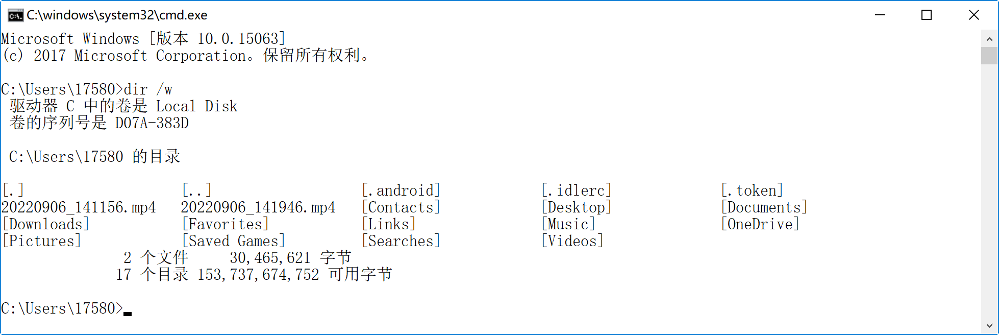 C:\windows\system32\cmd.exe
Microsoft Windows [版本 10.0.15063]
(c) 2017 Microsoft Corporation。保留所有权利。
C:\Users\17580>dir /w
驱动器 C 中的卷是 Local Disk
卷的序列号是 D07A-383D
C:\Users\17580 的目录
[.] [..] [.android] [.idlerc] [.token]
20220906_141156.mp4 20220906_141946.mp4 [Contacts] [Desktop] [Documents]
[Downloads] [Favorites] [Links] [Music] [OneDrive]
[Pictures] [Saved Games] [Searches] [Videos]
2 个文件 30,465,621 字节
17 个目录 153,737,674,752 可用字节
C:\Users\17580>